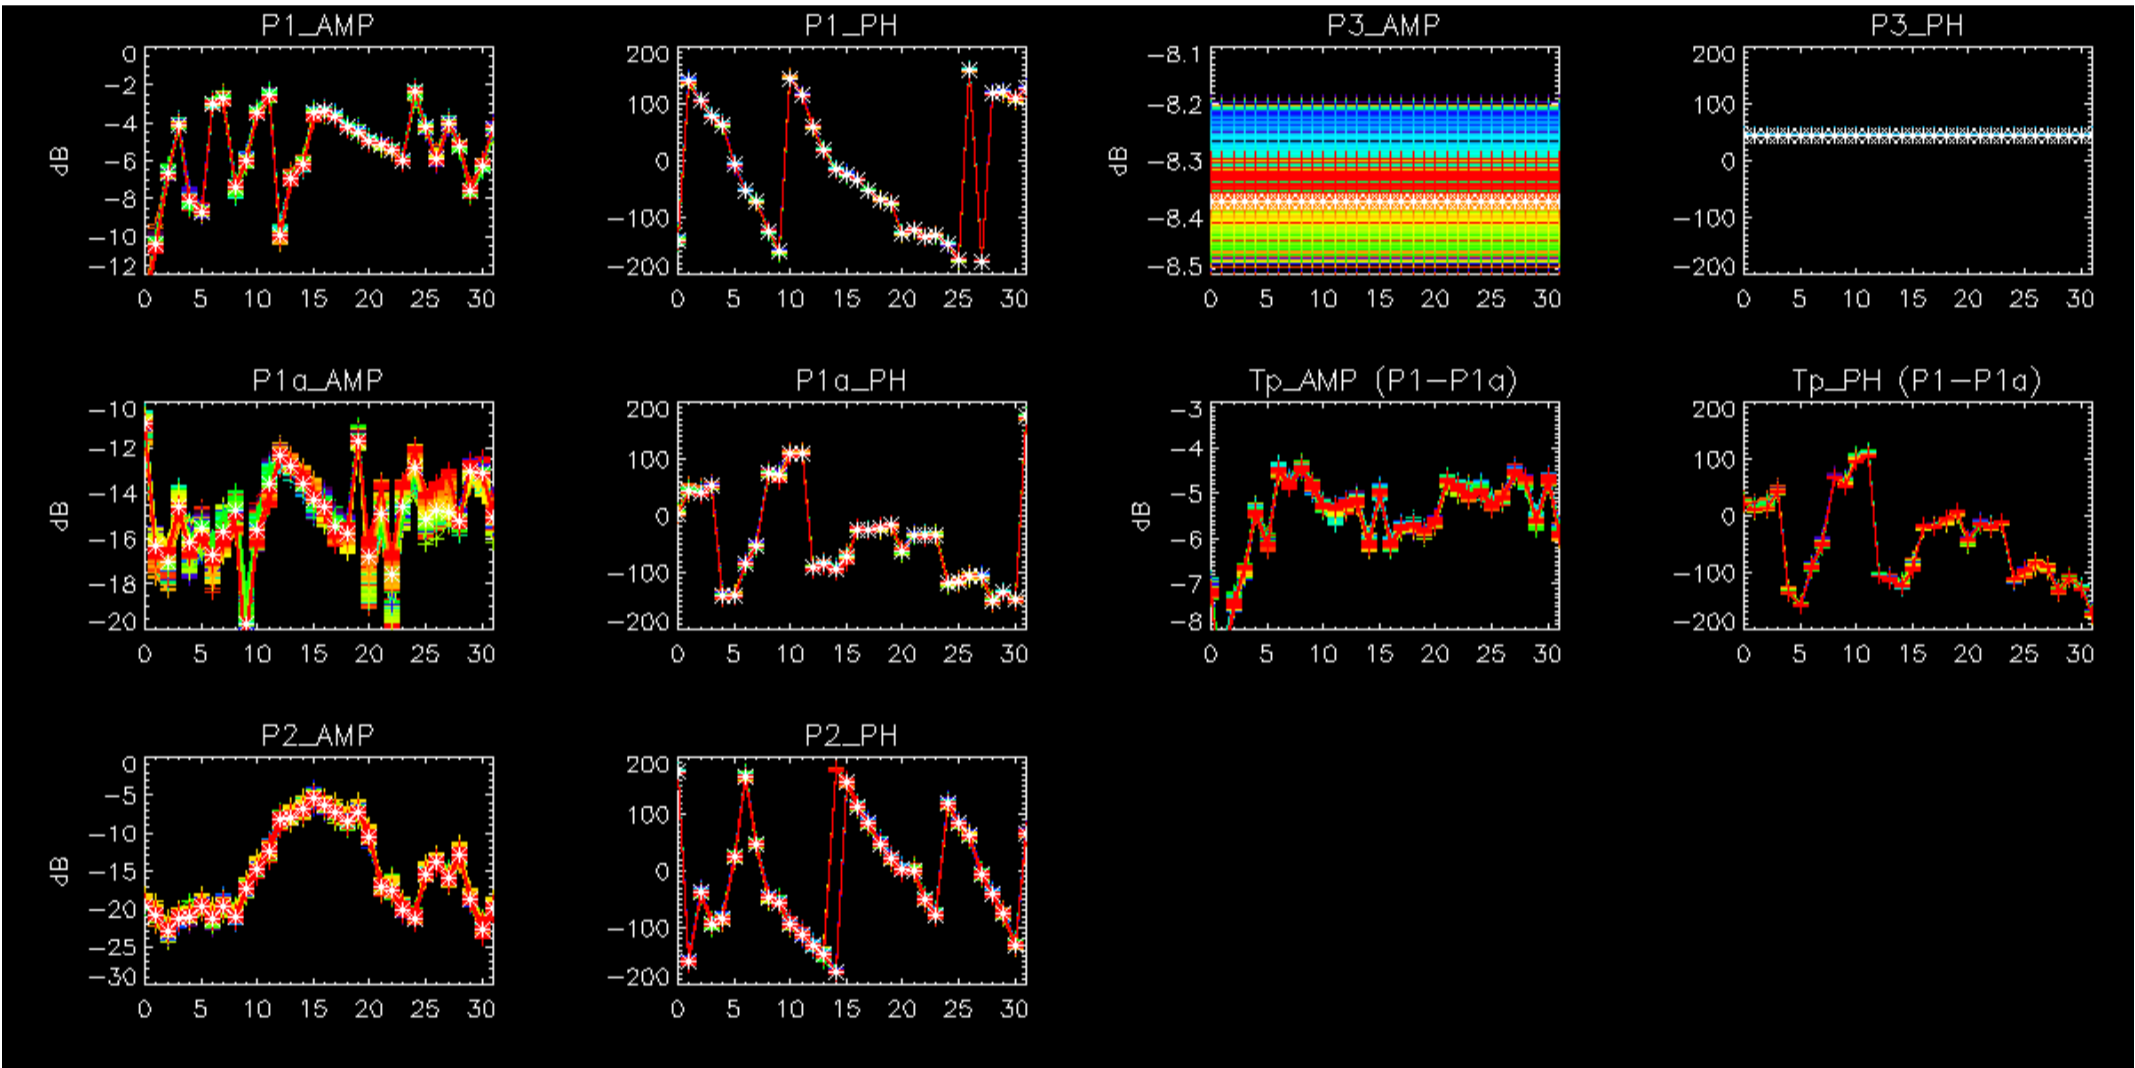 P1_AMP
P1_PH
P3_AMP
P3_PH
0
−2
−4
−6
−8
−10
−12
dB
0 5 10 15 20 25 30
200
100
0
−100
−200
0 5 10 15 20 25 30
−8.1
−8.2
−8.3
−8.4
−8.5
dB
0 5 10 15 20 25 30
200
100
0
−100
−200
0 5 10 15 20 25 30
P1a_AMP
P1a_PH
Tp_AMP (P1−P1a)
Tp_PH (P1−P1a)
−10
−12
−14
−16
−18
−20
dB
0 5 10 15 20 25 30
200
100
0
−100
−200
0 5 10 15 20 25 30
−3
−4
−5
−6
−7
−8
dB
0 5 10 15 20 25 30
200
100
0
−100
−200
0 5 10 15 20 25 30
P2_AMP
P2_PH
0
−5
−10
−15
−20
−25
−30
dB
0 5 10 15 20 25 30
200
100
0
−100
−200
0 5 10 15 20 25 30